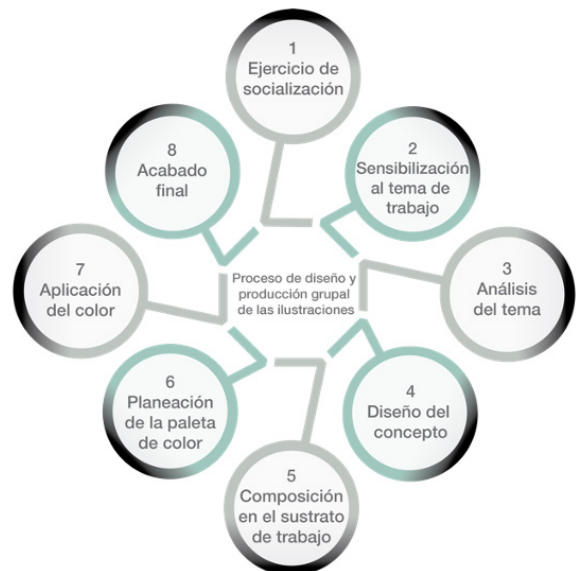 1
Ejercicio de
socialización
2
Sensibilización
al tema de
trabajo
3
Análisis
del tema
4
Diseño del
concepto
5
Composición
en el sustrato
de trabajo
6
Planeación
de la paleta
de color
7
Aplicación
del color
8
Acabado
final
Proceso de diseño y
producción grupal
de las ilustraciones